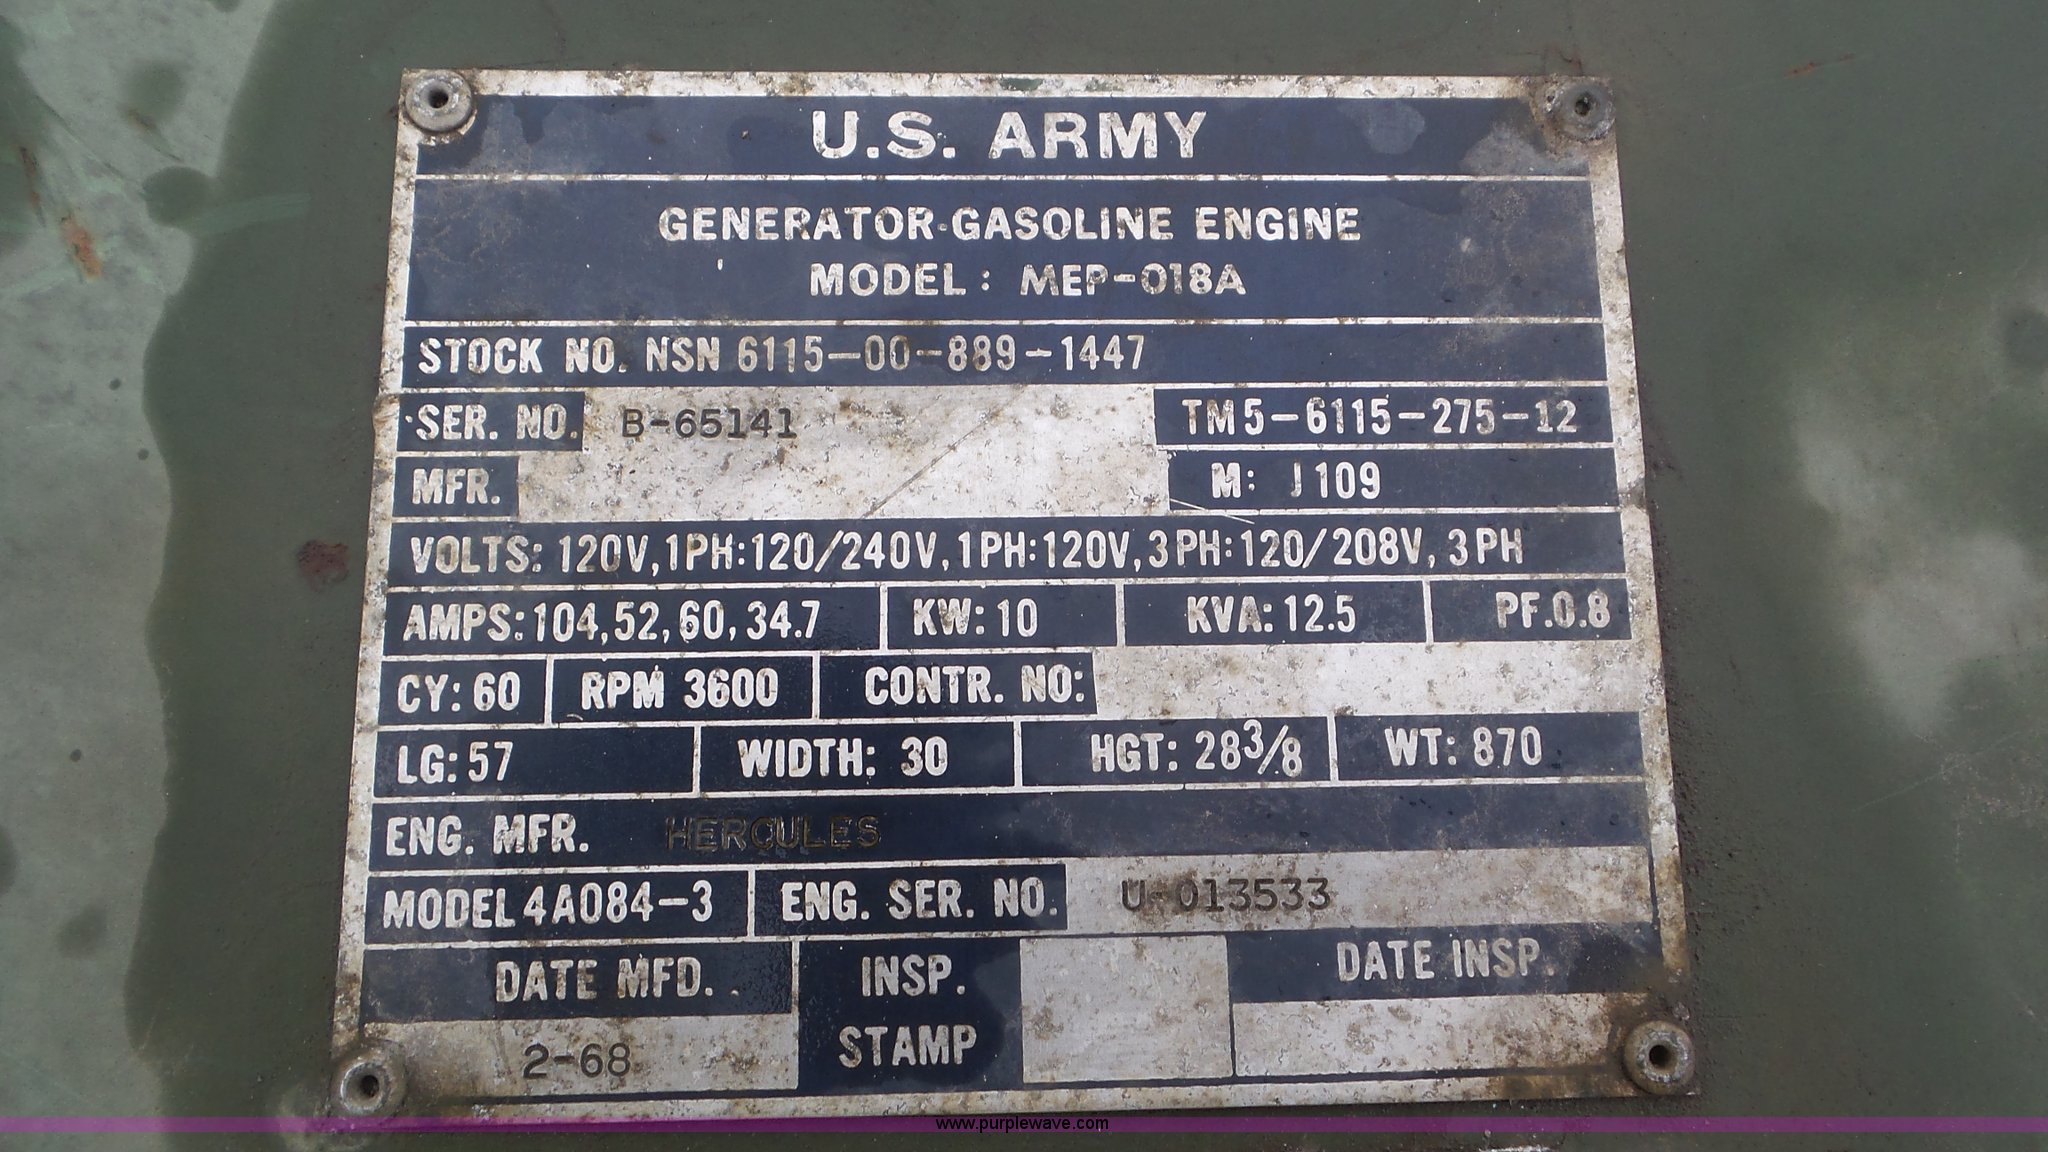 U.S. ARMY
GENERATOR-GASOLINE ENGINE
MODEL: MEP-018A
STOCK NO. NSN 6115-00-889-1447
SER. NO. B-65141 TM5-6115-275-12
MFR. M: J109
VOLTS: 120V,1PH:120/240V,1PH:120V,3PH:120/208V,3PH
AMPS:104,52,60,34.7 KW:10 KVA:12.5 PF.0.8
CY:60 RPM 3600 CONTR. NO:
LG:57 WIDTH: 30 HGT: 28 3/8 WT: 870
ENG. MFR. HERCULES
MODEL 4A084-3 ENG. SER. NO. U-013533
DATE MFD. INSP. DATE INSP.
2-68 STAMP
www.purplewave.com